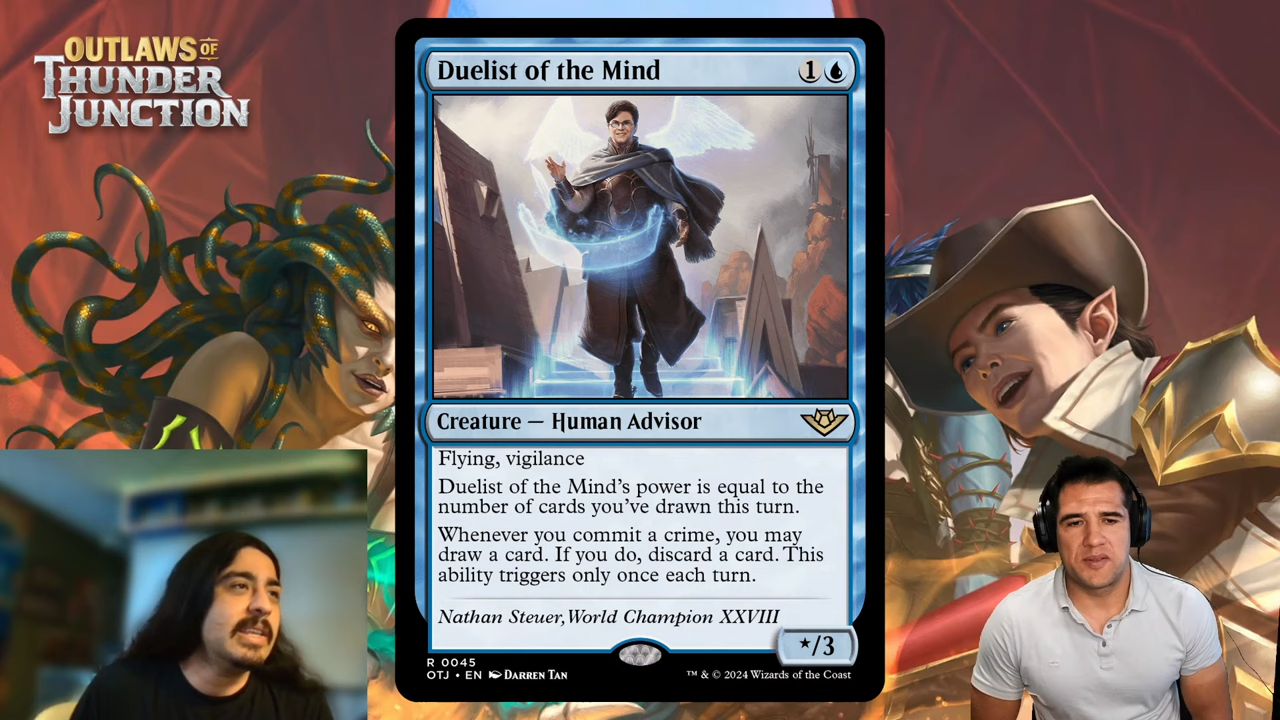 OUTLAWS OF
THUNDER
JUNCTION
Duelist of the Mind 1
Creature — Human Advisor
Flying, vigilance
Duelist of the Mind's power is equal to the
number of cards you've drawn this turn.
Whenever you commit a crime, you may
draw a card. If you do, discard a card. This
ability triggers only once each turn.
Nathan Steuer, World Champion XXVIII
★/3
R 0045
OTJ • EN DARREN TAN
™ & © 2024 Wizards of the Coast